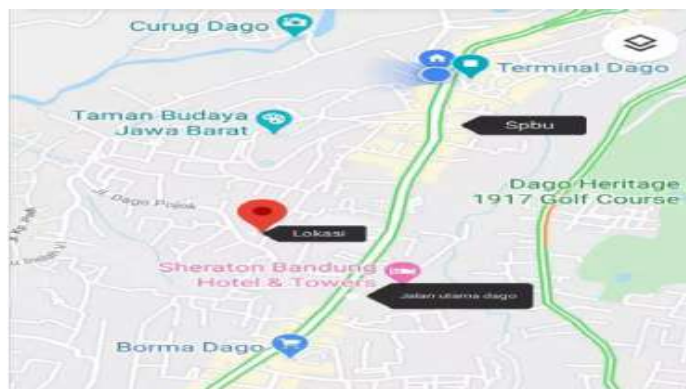 Curug Dago
Terminal Dago
Taman Budaya
Jawa Barat
Spbu
Dago Heritage
1917 Golf Course
Jl. Dago Pojok
Lokasi
Sheraton Bandung
Hotel & Towers
Jalan utama dago
Borma Dago